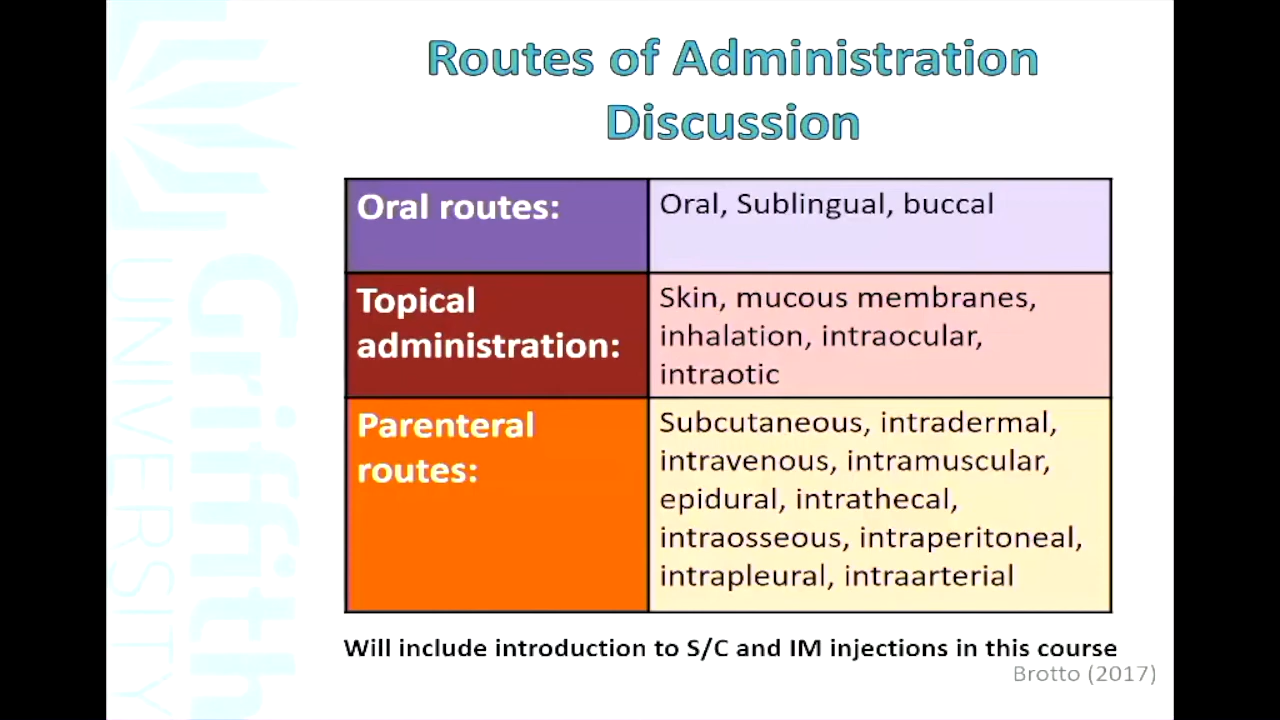 Routes of Administration
Discussion
Oral routes:
Oral, Sublingual, buccal
Topical
administration:
Skin, mucous membranes,
inhalation, intraocular,
intraotic
Parenteral
routes:
Subcutaneous, intradermal,
intravenous, intramuscular,
epidural, intrathecal,
intraosseous, intraperitoneal,
intrapleural, intraarterial
Will include introduction to S/C and IM injections in this course
Brotto (2017)
Griffith
UNIVERSITY